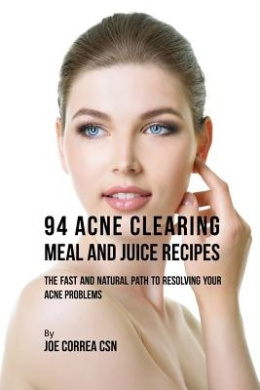 94 ACNE CLEARING
MEAL AND JUICE RECIPES
THE FAST AND NATURAL PATH TO RESOLVING YOUR
ACNE PROBLEMS
By
JOE CORREA CSN